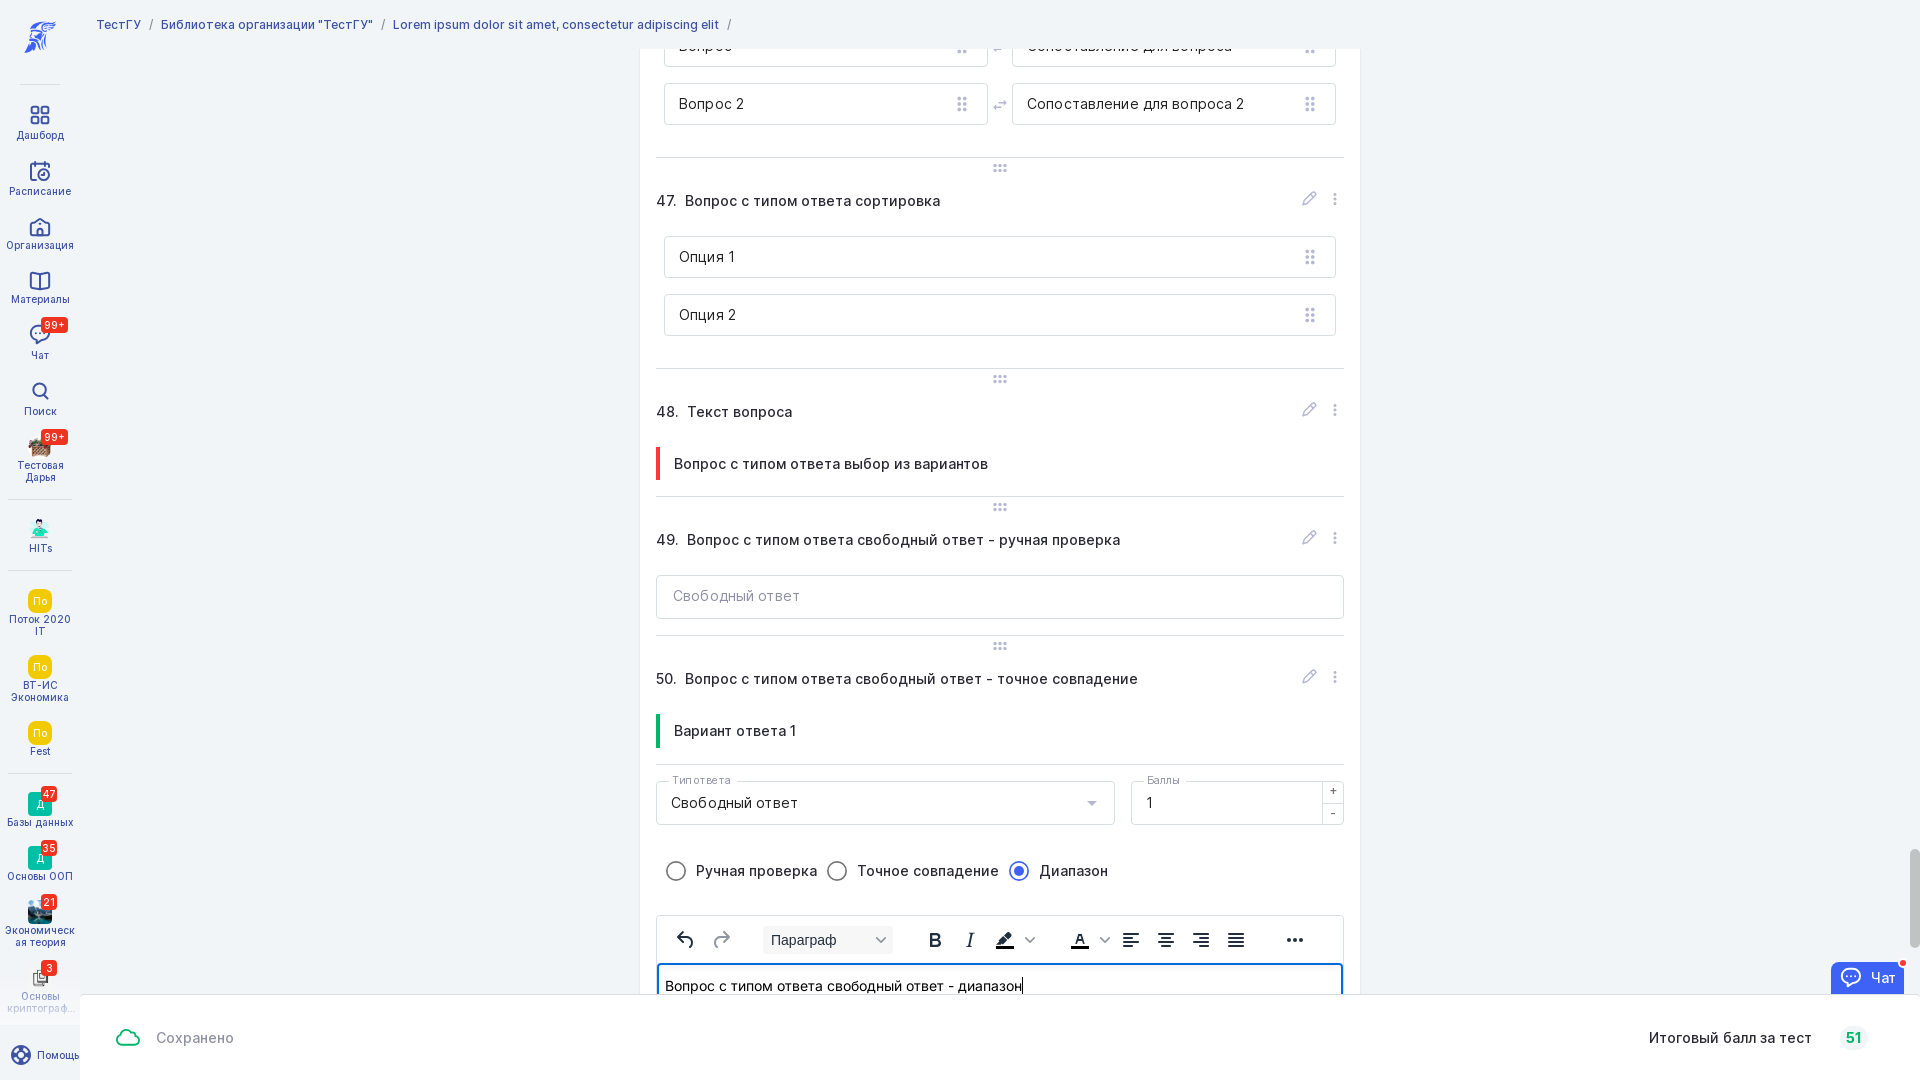 ТестГУ / Библиотека организации "ТестГУ" / Lorem ipsum dolor sit amet, consectetur adipiscing elit /
Дашборд
Расписание
Организация
Материалы
99+
Чат
Поиск
99+
Тестовая
Дарья
HITs
По
Поток 2020
IT
По
ВТ-ИС
Экономика
По
Fest
47
Д
Базы данных
35
Д
Основы ООП
21
Экономическ
ая теория
3
Основы
криптограф...
Помощь
Вопрос
Сопоставление для вопроса
Вопрос 2
Сопоставление для вопроса 2
47. Вопрос с типом ответа сортировка
Опция 1
Опция 2
48. Текст вопроса
Вопрос с типом ответа выбор из вариантов
49. Вопрос с типом ответа свободный ответ - ручная проверка
Свободный ответ
50. Вопрос с типом ответа свободный ответ - точное совпадение
Вариант ответа 1
Тип ответа
Свободный ответ
Баллы
1
+
-
Ручная проверка Точное совпадение Диапазон
Параграф
Вопрос с типом ответа свободный ответ - диапазон
Чат
Сохранено
Итоговый балл за тест 51